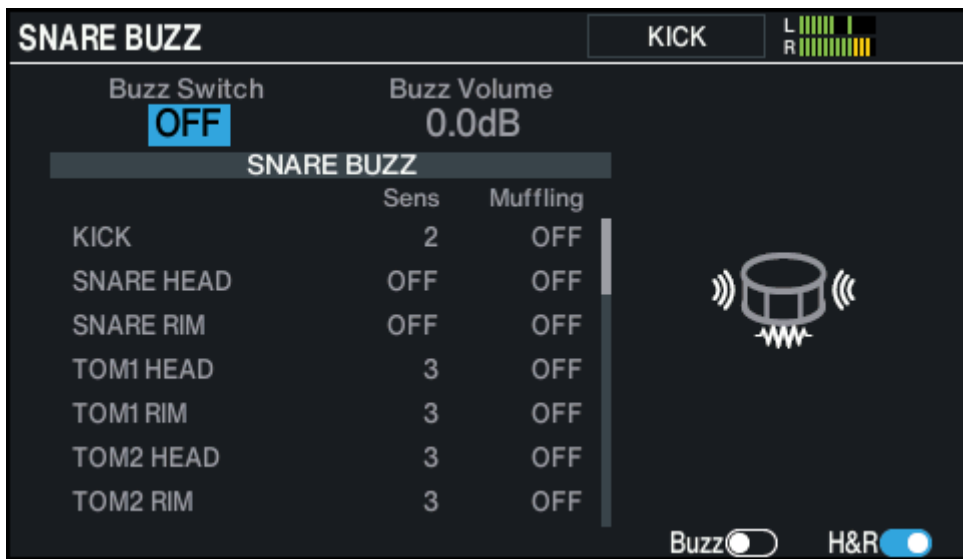 SNARE BUZZ KICK L R
Buzz Switch Buzz Volume
OFF 0.0dB
SNARE BUZZ
Sens Muffling
KICK 2 OFF
SNARE HEAD OFF OFF
SNARE RIM OFF OFF
TOM1 HEAD 3 OFF
TOM1 RIM 3 OFF
TOM2 HEAD 3 OFF
TOM2 RIM 3 OFF
Buzz H&R